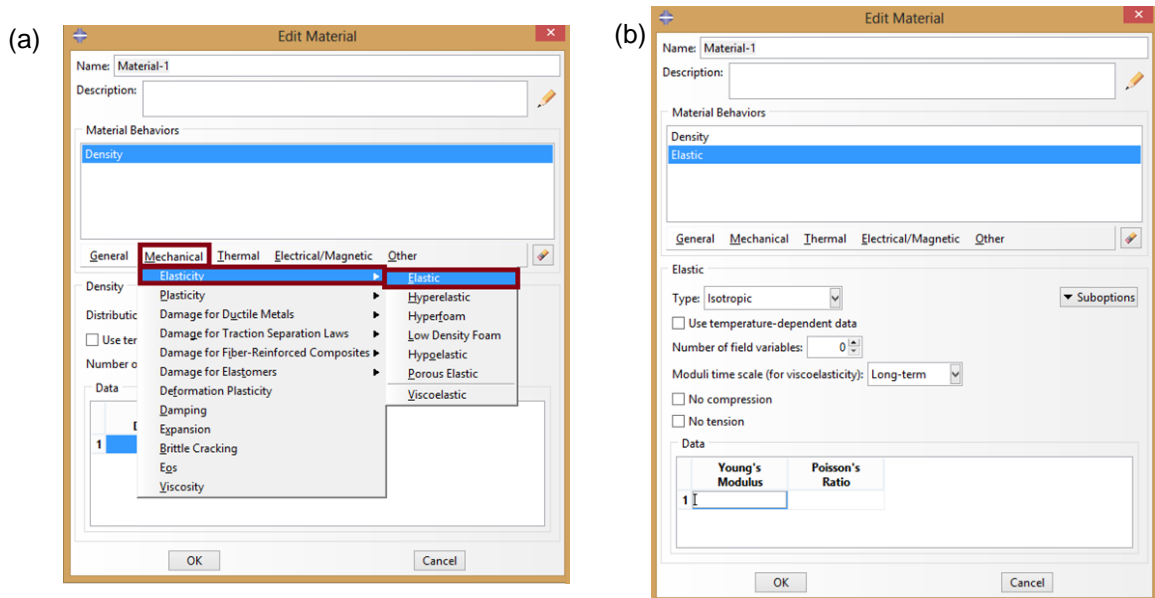 (a)
Edit Material
Name: Material-1
Description:
Material Behaviors
Density
General Mechanical Thermal Electrical/Magnetic Other
Elasticity
Plasticity
Damage for Ductile Metals
Damage for Traction Separation Laws
Damage for Fiber-Reinforced Composites
Damage for Elastomers
Deformation Plasticity
Damping
Expansion
Brittle Cracking
Eos
Viscosity
Elastic
Hyperelastic
Hyperfoam
Low Density Foam
Hypoelastic
Porous Elastic
Viscoelastic
Density
Distributic
Use ter
Number o
Data
1
OK Cancel
(b)
Edit Material
Name: Material-1
Description:
Material Behaviors
Density
Elastic
General Mechanical Thermal Electrical/Magnetic Other
Elastic
Type: Isotropic Suboptions
Use temperature-dependent data
Number of field variables: 0
Moduli time scale (for viscoelasticity): Long-term
No compression
No tension
Data
Young's Poisson's
Modulus Ratio
1
OK Cancel